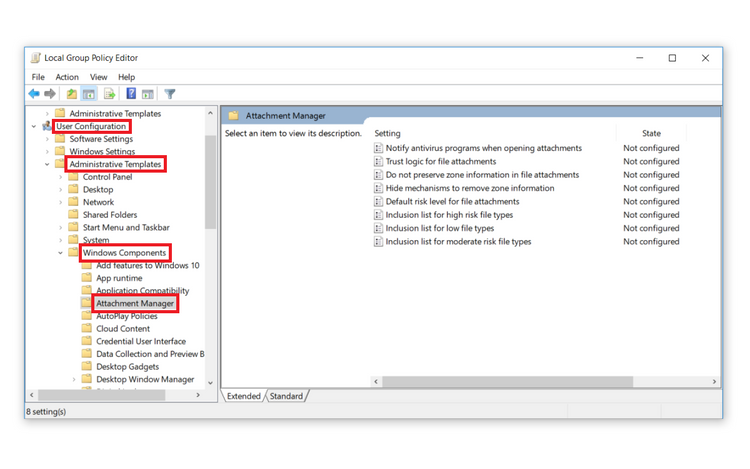 Local Group Policy Editor
File Action View Help
Administrative Templates
User Configuration
Software Settings
Windows Settings
Administrative Templates
Control Panel
Desktop
Network
Shared Folders
Start Menu and Taskbar
System
Windows Components
Add features to Windows 10
App runtime
Application Compatibility
Attachment Manager
AutoPlay Policies
Cloud Content
Credential User Interface
Data Collection and Preview B
Desktop Gadgets
Desktop Window Manager
Attachment Manager
Select an item to view its description.
Setting State
Notify antivirus programs when opening attachments Not configured
Trust logic for file attachments Not configured
Do not preserve zone information in file attachments Not configured
Hide mechanisms to remove zone information Not configured
Default risk level for file attachments Not configured
Inclusion list for high risk file types Not configured
Inclusion list for low file types Not configured
Inclusion list for moderate risk file types Not configured
Extended Standard
8 setting(s)